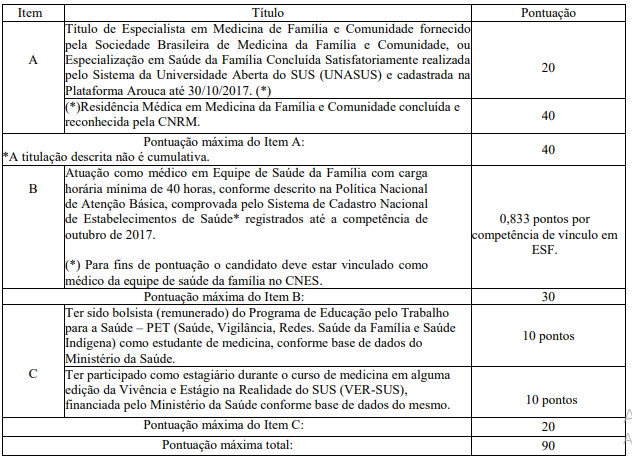 Item Título Pontuação
A
Título de Especialista em Medicina de Família e Comunidade fornecido
pela Sociedade Brasileira de Medicina da Família e Comunidade, ou
Especialização em Saúde da Família Concluída Satisfatoriamente realizada
pelo Sistema da Universidade Aberta do SUS (UNASUS) e cadastrada na
Plataforma Arouca até 30/10/2017. (*)
20
(*)Residência Médica em Medicina da Família e Comunidade concluída e
reconhecida pela CNRM.
40
Pontuação máxima do Item A:
*A titulação descrita não é cumulativa.
40
B
Atuação como médico em Equipe de Saúde da Família com carga
horária mínima de 40 horas, conforme descrito na Política Nacional
de Atenção Básica, comprovada pelo Sistema de Cadastro Nacional
de Estabelecimentos de Saúde* registrados até a competência de
outubro de 2017.
(*) Para fins de pontuação o candidato deve estar vinculado como
médico da equipe de saúde da família no CNES.
0,833 pontos por
competência de vínculo em
ESF.
Pontuação máxima do Item B: 30
C
Ter sido bolsista (remunerado) do Programa de Educação pelo Trabalho
para a Saúde – PET (Saúde, Vigilância, Redes. Saúde da Família e Saúde
Indígena) como estudante de medicina, conforme base de dados do
Ministério da Saúde.
10 pontos
Ter participado como estagiário durante o curso de medicina em alguma
edição da Vivência e Estágio na Realidade do SUS (VER-SUS),
financiada pelo Ministério da Saúde conforme base de dados do mesmo.
10 pontos
Pontuação máxima do Item C: 20
Pontuação máxima total: 90